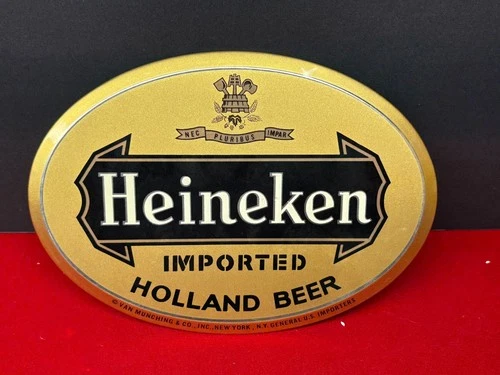 NEC PLURIBUS IMPAR
Heineken
IMPORTED
HOLLAND BEER
© VAN MUNCHING & CO., INC., NEW YORK, N.Y. GENERAL U.S. IMPORTERS